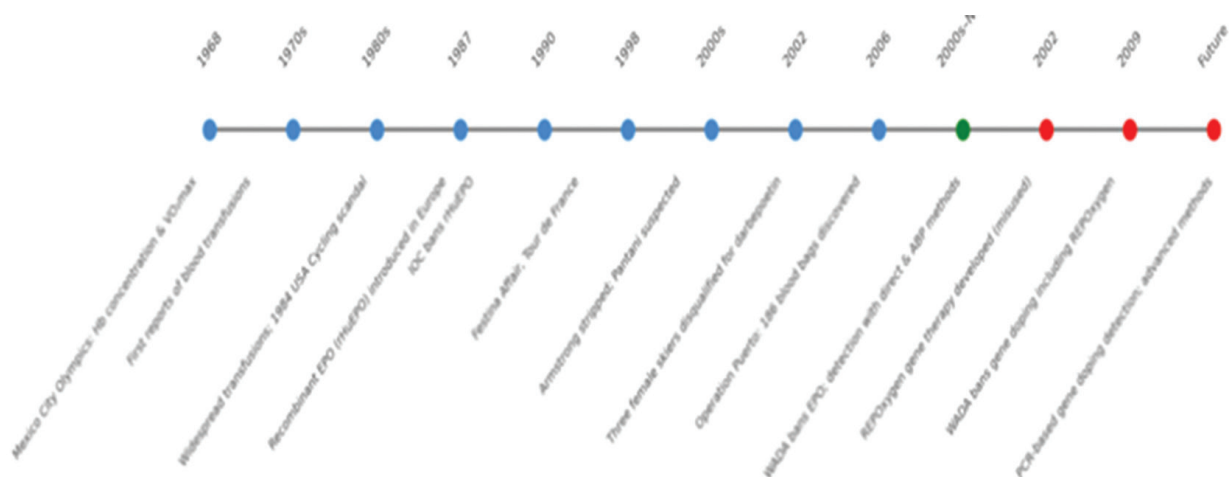 1968
1970s
1980s
1987
1990
1998
2000s
2002
2006
2000s-
2002
2009
Future
Mexico City Olympics: Hb concentration & VO₂max
First reports of blood transfusions
Widespread transfusions; 1984 USA Cycling scandal
Recombinant EPO (rHuEPO) introduced in Europe
IOC bans rHuEPO
Festina Affair, Tour de France
Armstrong stripped; Pantani suspected
Three female skiers disqualified for darbepoetin
Operation Puerto: 186 blood bags discovered
WADA bans EPO; detection with direct & ABP methods
REPOxygen gene therapy developed (misused)
WADA bans gene doping including REPOxygen
PCR-based gene doping detection; advanced methods